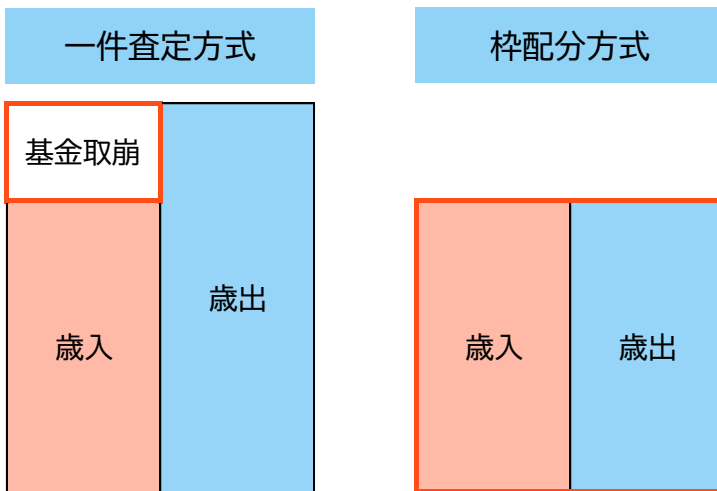 一件査定方式
枠配分方式
基金取崩
歳出
歳入
歳入
歳出